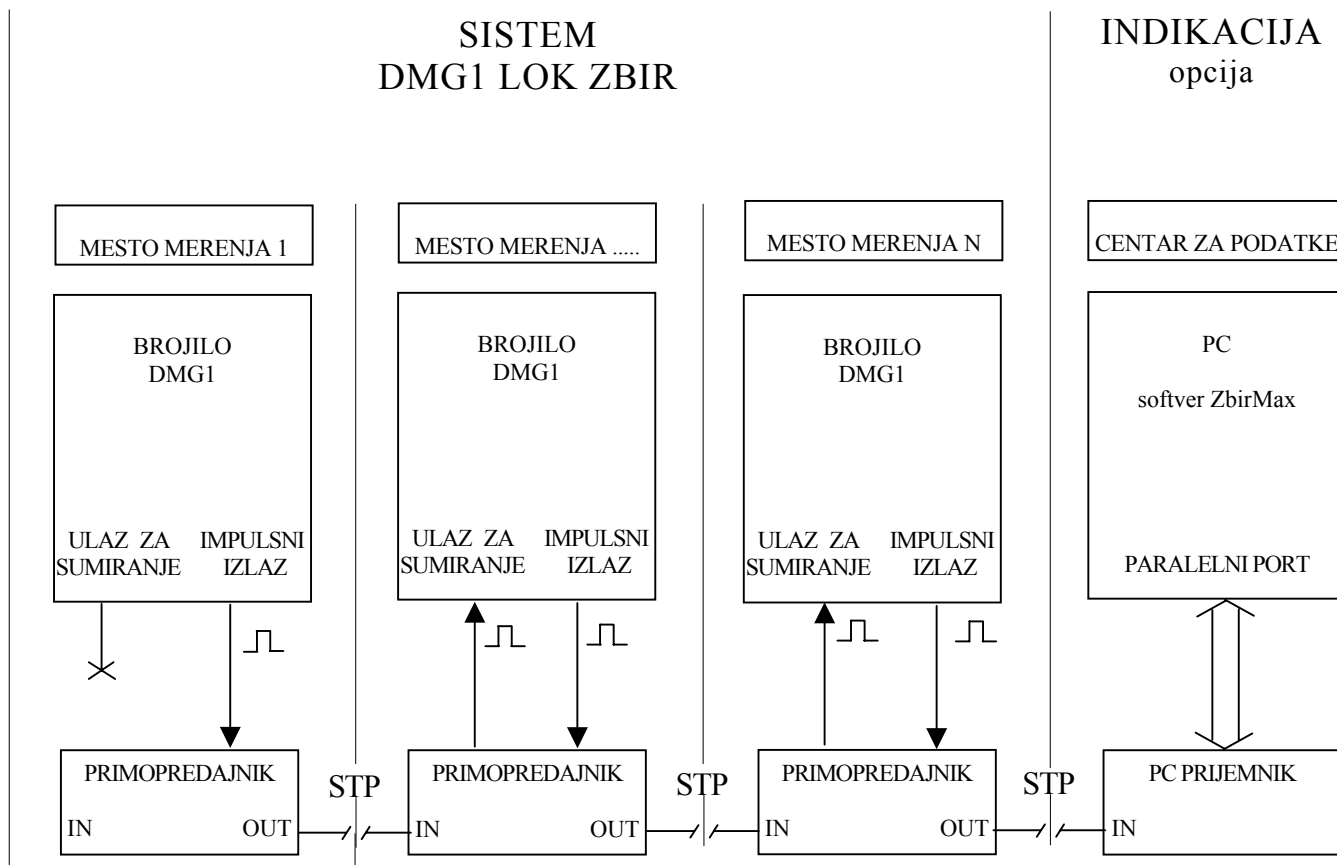 SISTEM
DMG1 LOK ZBIR
INDIKACIJA
opcija
MESTO MERENJA 1
MESTO MERENJA .....
MESTO MERENJA N
CENTAR ZA PODATKE
BROJILO
DMG1
ULAZ ZA
SUMIRANJE
IMPULSNI
IZLAZ
BROJILO
DMG1
ULAZ ZA
SUMIRANJE
IMPULSNI
IZLAZ
BROJILO
DMG1
ULAZ ZA
SUMIRANJE
IMPULSNI
IZLAZ
PC
softver ZbirMax
PARALELNI PORT
PRIMOPREDAJNIK
IN
OUT
STP
PRIMOPREDAJNIK
IN
OUT
STP
PRIMOPREDAJNIK
IN
OUT
STP
PC PRIJEMNIK
IN